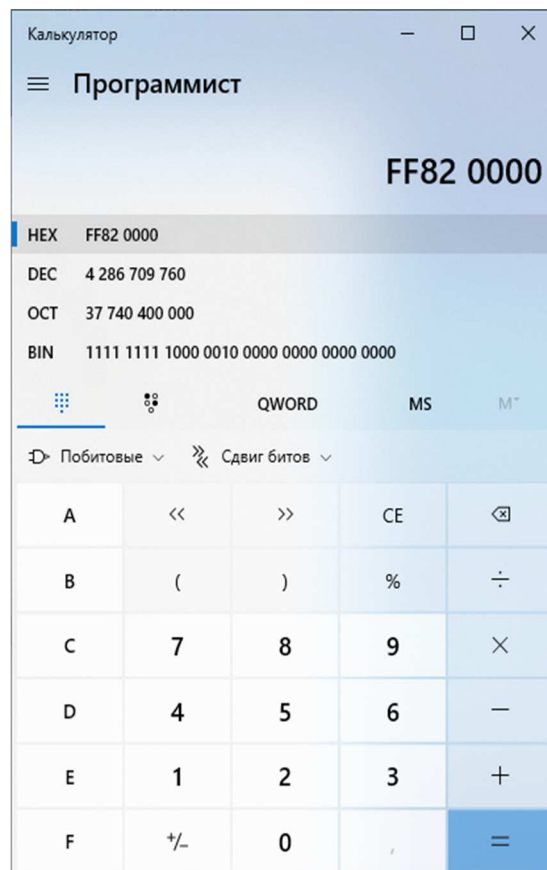 Калькулятор
Программист
FF82 0000
HEX FF82 0000
DEC 4 286 709 760
OCT 37 740 400 000
BIN 1111 1111 1000 0010 0000 0000 0000 0000
QWORD MS M˅
Побитовые Сдвиг битов
A << >> CE
B ( ) % ÷
C 7 8 9 ×
D 4 5 6 −
E 1 2 3 +
F +/− 0 , =